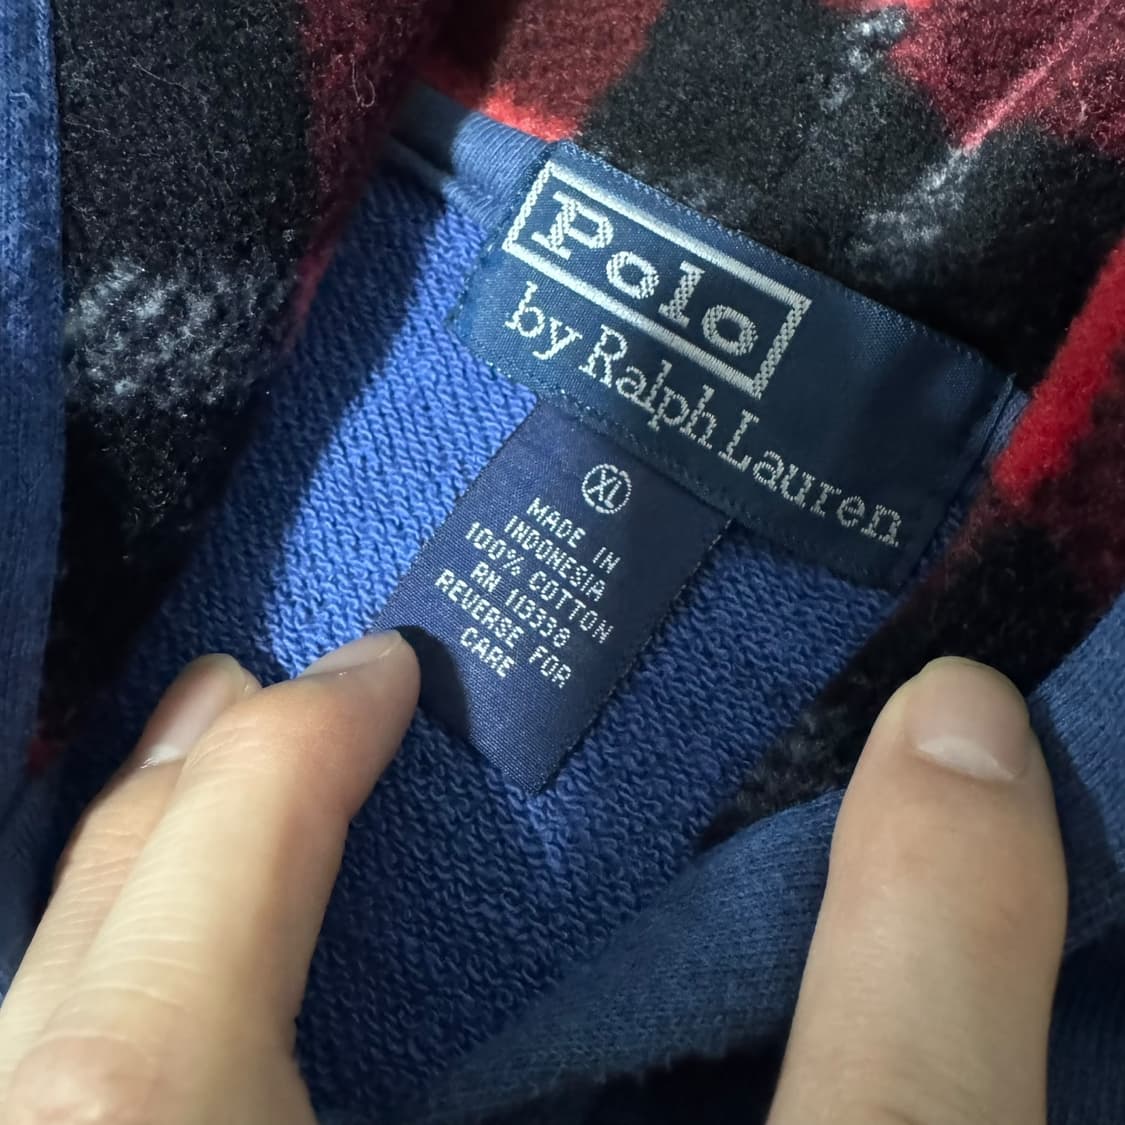 Polo
by Ralph Lauren
XL
MADE IN
INDONESIA
100% COTTON
RN 113338
REVERSE FOR
CARE